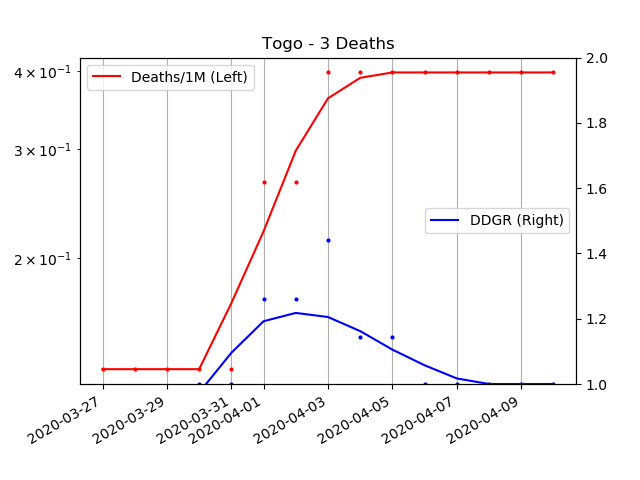 Togo - 3 Deaths
Deaths/1M (Left)
DDGR (Right)
4 × 10⁻¹
3 × 10⁻¹
2 × 10⁻¹
2.0
1.8
1.6
1.4
1.2
1.0
2020-03-27
2020-03-29
2020-03-31
2020-04-01
2020-04-03
2020-04-05
2020-04-07
2020-04-09